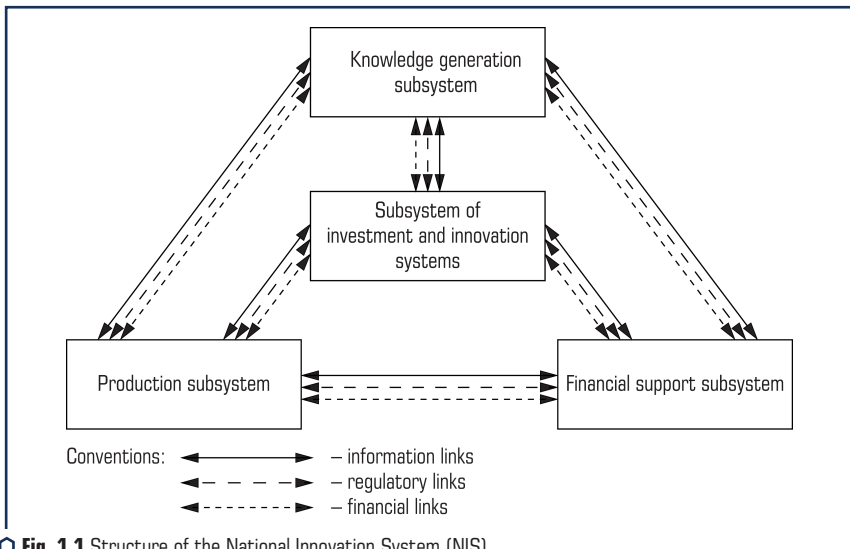 Knowledge generation
subsystem
Subsystem of
investment and innovation
systems
Production subsystem
Financial support subsystem
Conventions:
– information links
– regulatory links
– financial links
Fig. 1.1 Structure of the National Innovation System (NIS)